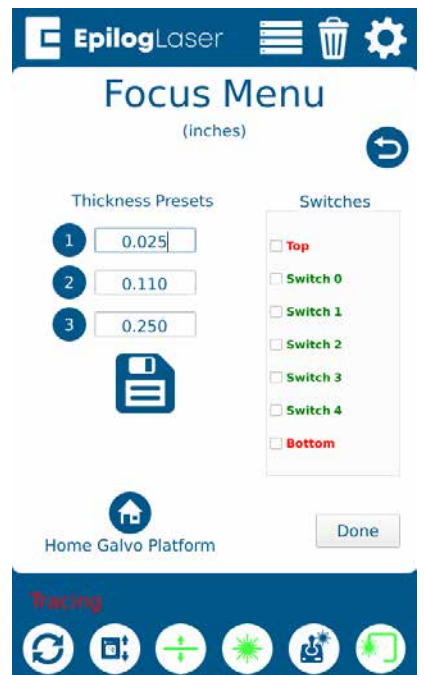 EpilogLaser
Focus Menu
(inches)
Thickness Presets
1 0.025
2 0.110
3 0.250
Switches
Top
Switch 0
Switch 1
Switch 2
Switch 3
Switch 4
Bottom
Home Galvo Platform
Done
Tracing